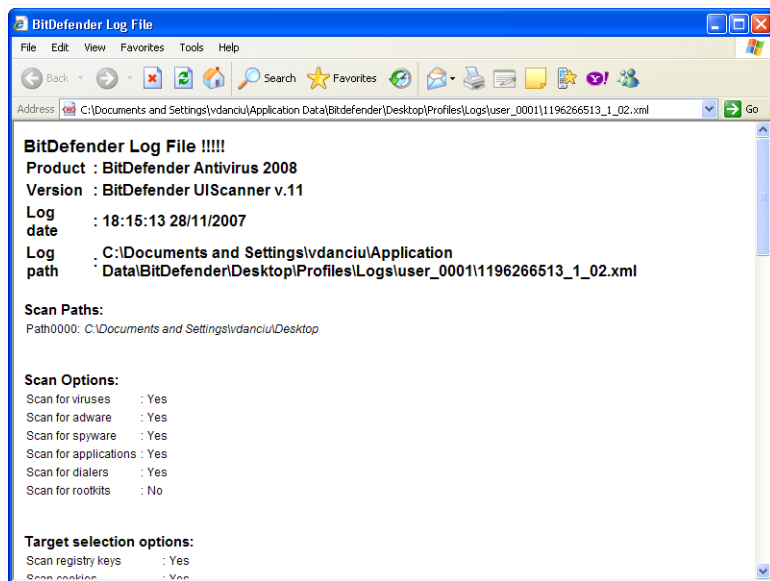 BitDefender Log File
File Edit View Favorites Tools Help
Back Search Favorites
Address C:\Documents and Settings\vdanciu\Application Data\Bitdefender\Desktop\Profiles\Logs\user_0001\1196266513_1_02.xml Go
BitDefender Log File !!!!!
Product : BitDefender Antivirus 2008
Version : BitDefender UIScanner v.11
Log date : 18:15:13 28/11/2007
Log path : C:\Documents and Settings\vdanciu\Application
Data\BitDefender\Desktop\Profiles\Logs\user_0001\1196266513_1_02.xml
Scan Paths:
Path0000: C:\Documents and Settings\vdanciu\Desktop
Scan Options:
Scan for viruses : Yes
Scan for adware : Yes
Scan for spyware : Yes
Scan for applications : Yes
Scan for dialers : Yes
Scan for rootkits : No
Target selection options:
Scan registry keys : Yes
Scan cookies : Yes